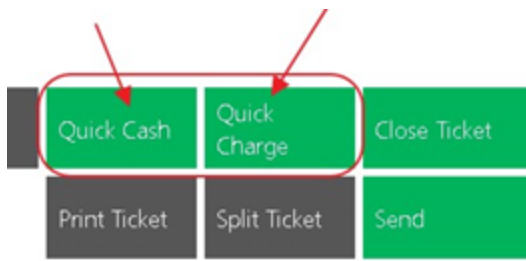 Quick Cash
Quick
Charge
Close Ticket
Print Ticket
Split Ticket
Send